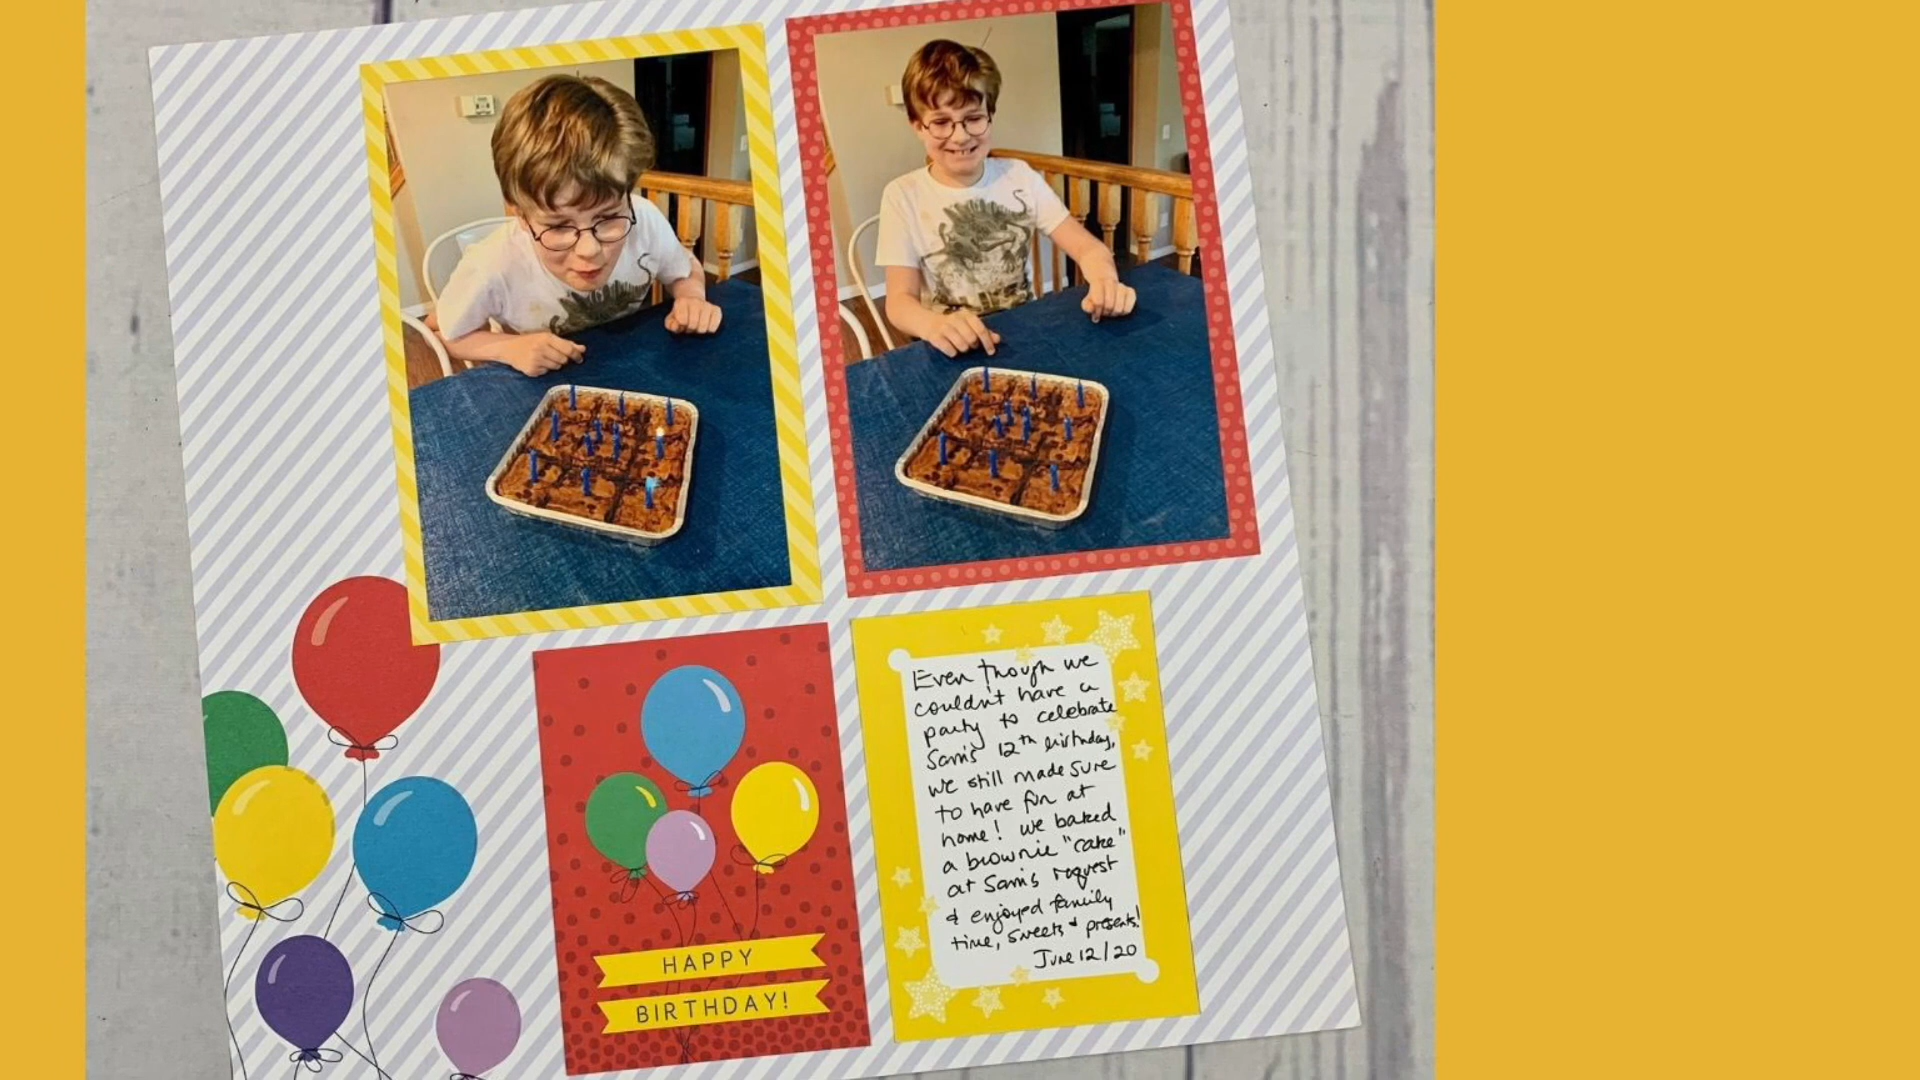 HAPPY
BIRTHDAY!
Even though we
couldn't have a
party to celebrate
Sam's 12th birthday,
we still made sure
to have fun at
home! we baked
a brownie "cake"
at Sam's request
& enjoyed family
time, sweets & presents!
June 12/20